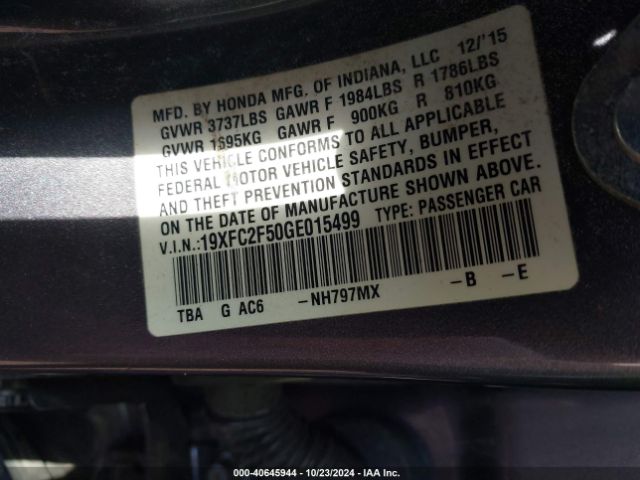 MFD. BY HONDA MFG. OF INDIANA, LLC 12/'15
GVWR 3737LBS GAWR F 1984LBS R 1786LBS
GVWR 1695KG GAWR F 900KG R 810KG
THIS VEHICLE CONFORMS TO ALL APPLICABLE
FEDERAL MOTOR VEHICLE SAFETY, BUMPER,
AND THEFT PREVENTION STANDARDS IN EFFECT
ON THE DATE OF MANUFACTURE SHOWN ABOVE.
V.I.N.:19XFC2F50GE015499 TYPE: PASSENGER CAR
TBA G AC6 -NH797MX -B -E
000-40645944 | 10/23/2024 | IAA Inc.